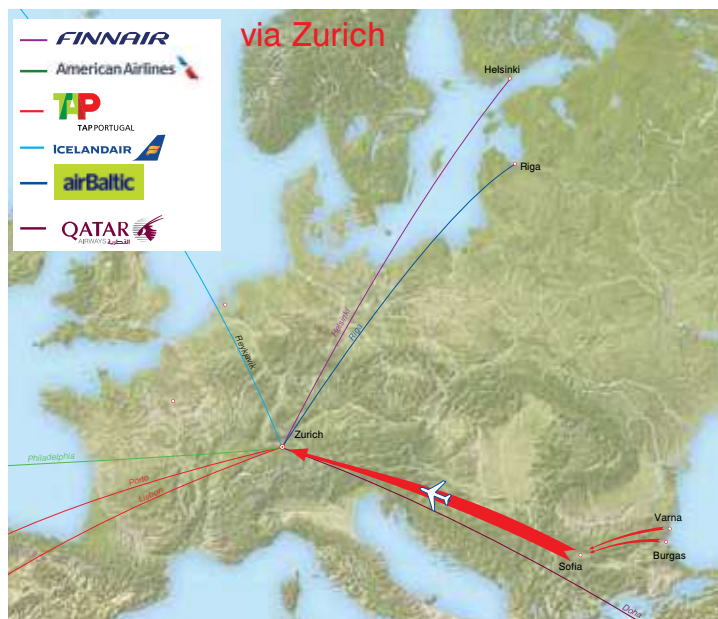 via Zurich
FINNAIR
American Airlines
TAP
TAP PORTUGAL
ICELANDAIR
airBaltic
QATAR
AIRWAYS القطرية
Helsinki
Riga
Helsinki
Riga
Reykjavik
Zurich
Philadelphia
Porto
Lisbon
Varna
Burgas
Sofia
Doha